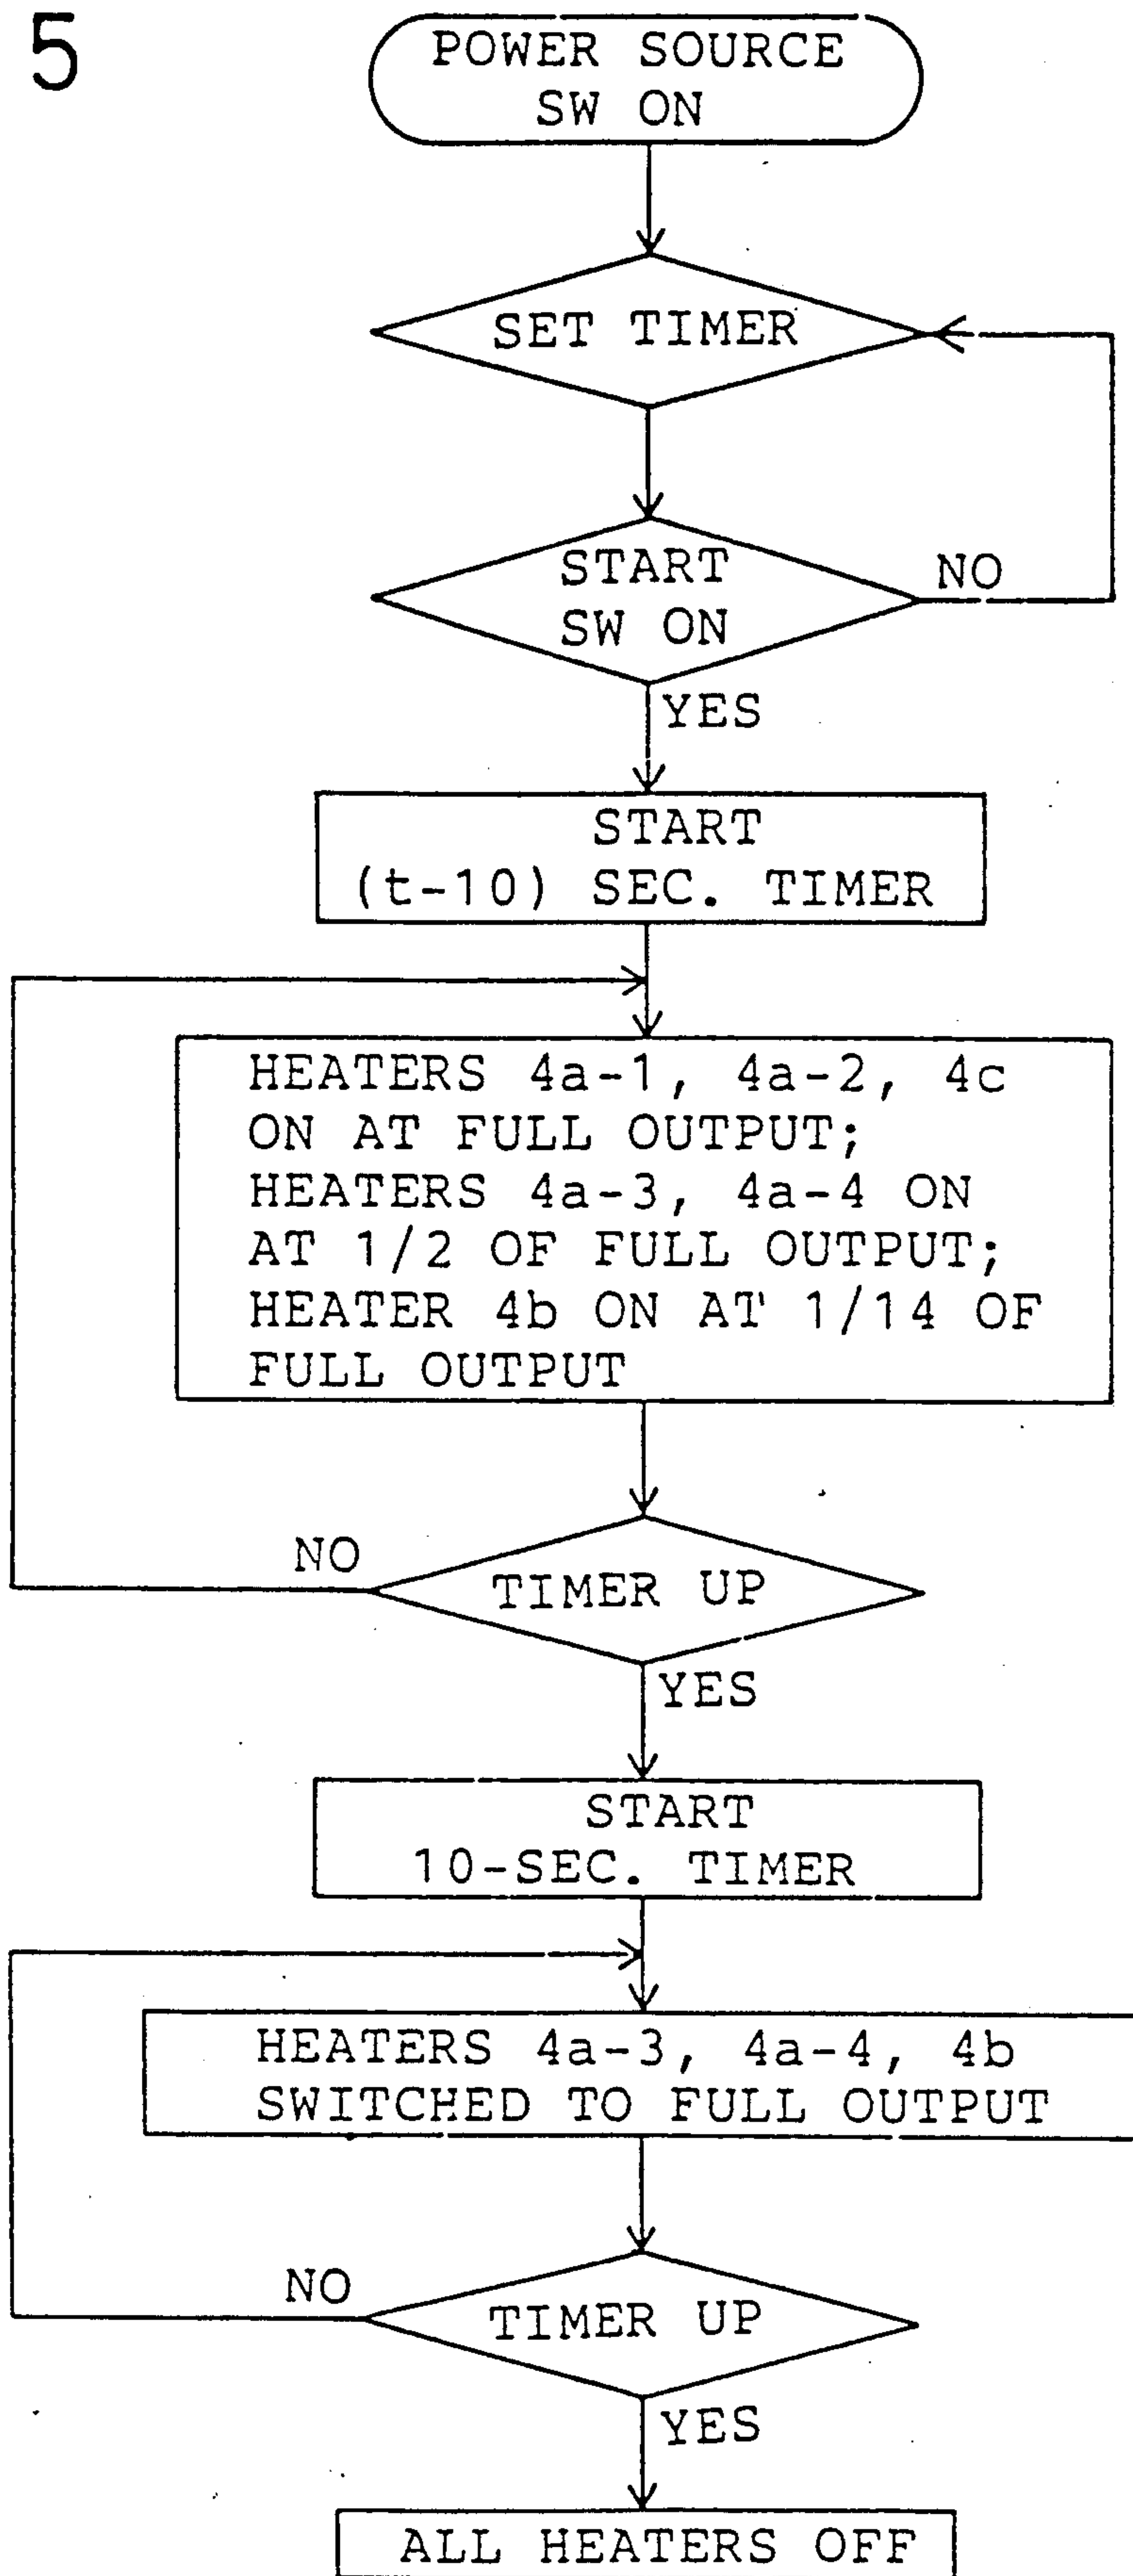 5
POWER SOURCE
SW ON
SET TIMER
START
SW ON
NO
YES
START
(t-10) SEC. TIMER
HEATERS 4a-1, 4a-2, 4c
ON AT FULL OUTPUT;
HEATERS 4a-3, 4a-4 ON
AT 1/2 OF FULL OUTPUT;
HEATER 4b ON AT 1/14 OF
FULL OUTPUT
NO
TIMER UP
YES
START
10-SEC. TIMER
HEATERS 4a-3, 4a-4, 4b
SWITCHED TO FULL OUTPUT
NO
TIMER UP
YES
ALL HEATERS OFF